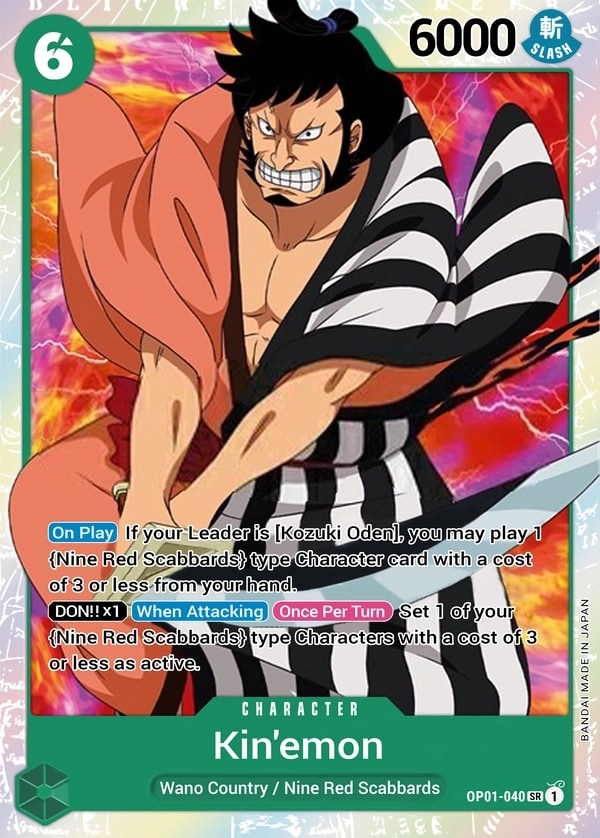 6
6000
斬
SLASH
On Play If your Leader is [Kozuki Oden], you may play 1
{Nine Red Scabbards} type Character card with a cost
of 3 or less from your hand.
DON!! x1 When Attacking Once Per Turn Set 1 of your
{Nine Red Scabbards} type Characters with a cost of 3
or less as active.
BANDAI MADE IN JAPAN
CHARACTER
Kin'emon
Wano Country / Nine Red Scabbards
OP01-040 SR 1